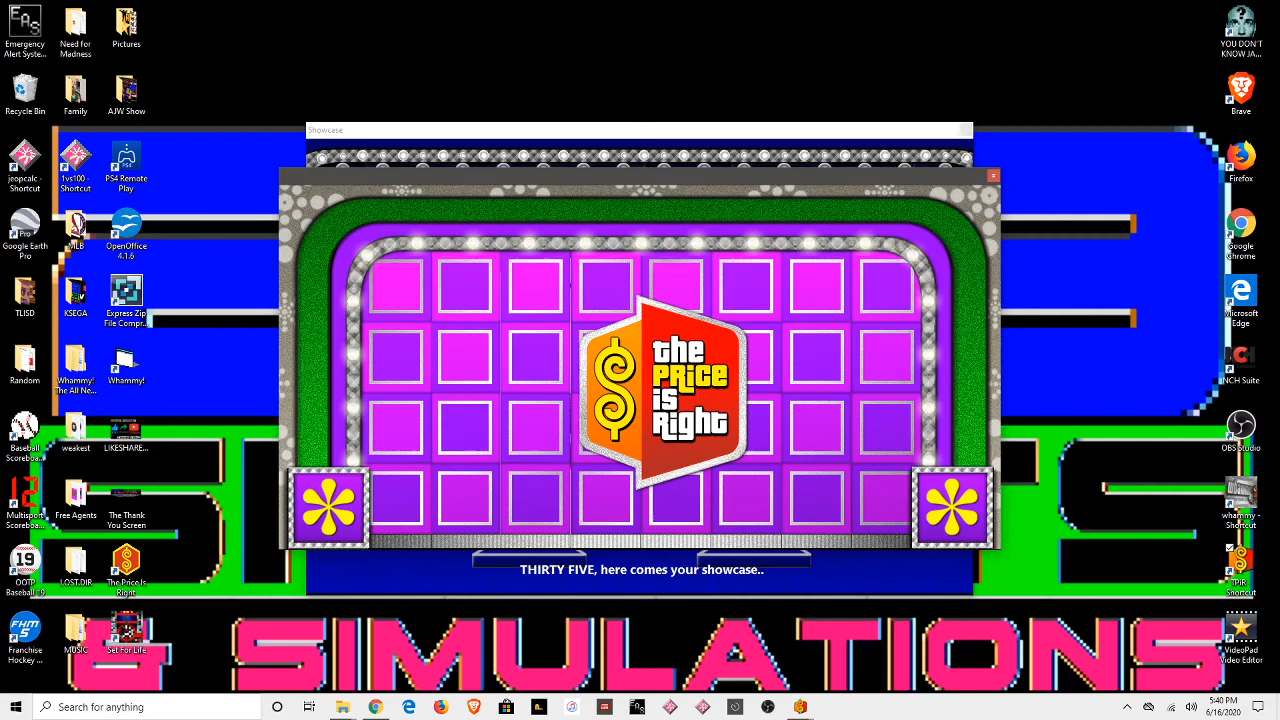 Emergency
Alert Syste...
Need for
Madness
Pictures
Recycle Bin
Family
AJW Show
1vs100 -
Shortcut
PS4 Remote
Play
Google Earth
Pro
MLB
OpenOffice
4.1.6
TLISD
KSEGA
Express Zip
File Compr...
Random
Whammy!
The All Ne...
Whammy!
Baseball
Scoreboa...
weakest
LIKESHARE...
Multisport
Scoreboa...
Free Agents
The Thank
You Screen
OOTP
Baseball 19
LOST.DIR
The Price Is
Right
Franchise
Hockey ...
MUSIC
Set For Life
Showcase
the
PRiCE
is
Right
THIRTY FIVE, here comes your showcase..
& SIMULATIONS
YOU DON'T
KNOW JA...
Brave
Firefox
Google
Chrome
Microsoft
Edge
NCH Suite
OBS Studio
whammy -
Shortcut
TPiR
Shortcut
VideoPad
Video Editor
Search for anything
5:40 PM
6/16/2020